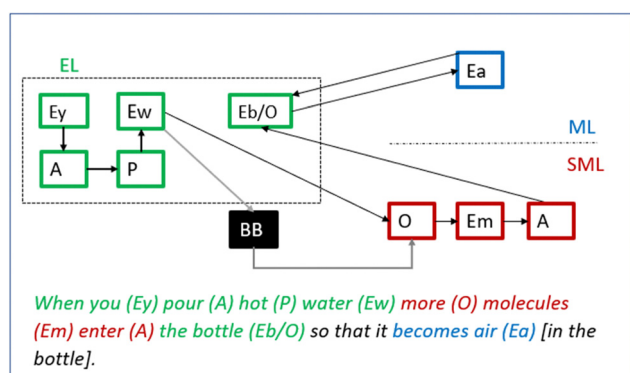 EL
Ey
Ew
Eb/O
Ea
ML
A
P
SML
BB
O
Em
A
When you (Ey) pour (A) hot (P) water (Ew) more (O) molecules
(Em) enter (A) the bottle (Eb/O) so that it becomes air (Ea) [in the
bottle].